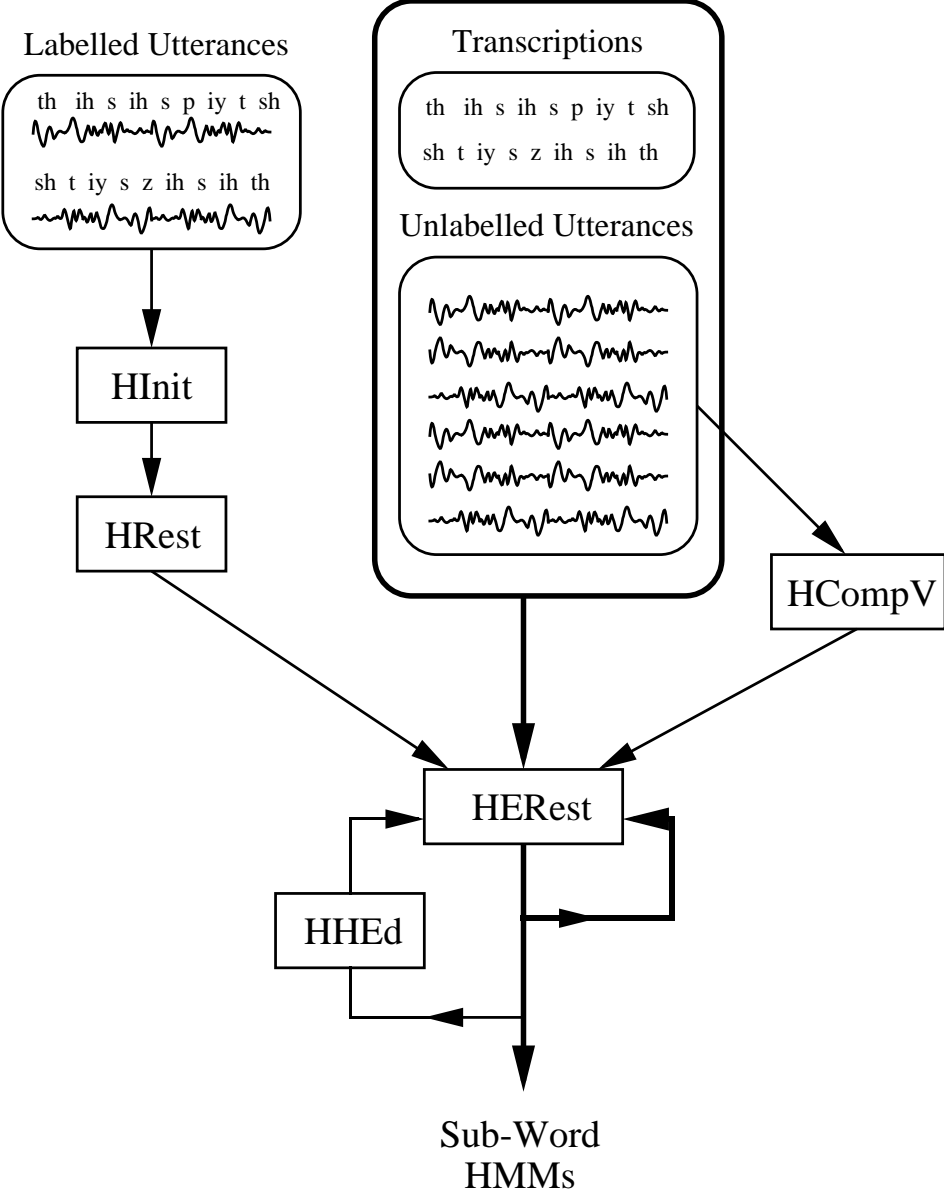 Labelled Utterances
th ih s ih s p iy t sh
sh t iy s z ih s ih th
Transcriptions
th ih s ih s p iy t sh
sh t iy s z ih s ih th
Unlabelled Utterances
HInit
HRest
HCompV
HERest
HHEd
Sub-Word
HMMs